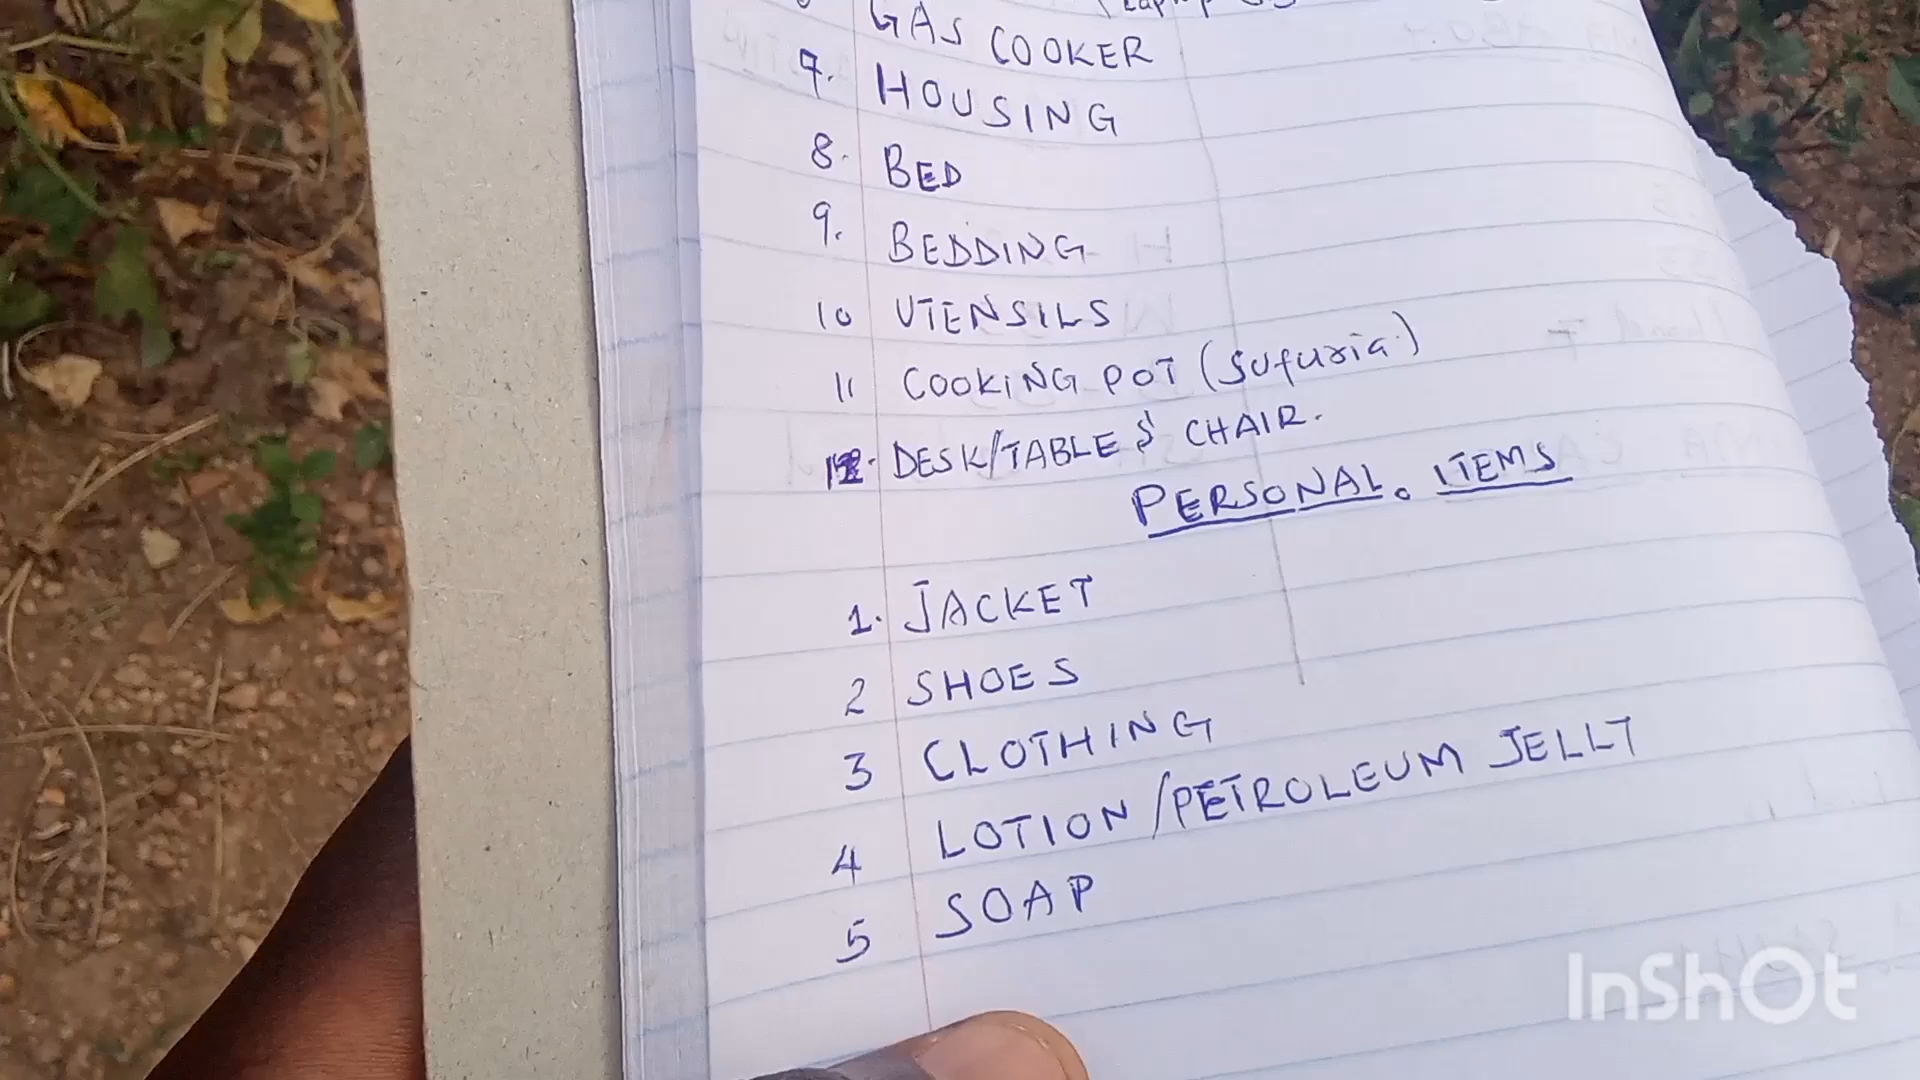 GAS COOKER
7. HOUSING
8. BED
9. BEDDING
10 UTENSILS
11 COOKING POT (Sufuria.)
12. DESK/TABLE & CHAIR.
PERSONAL. ITEMS
1. JACKET
2 SHOES
3 CLOTHING
4 LOTION/PETROLEUM JELLY
5 SOAP
InShOt